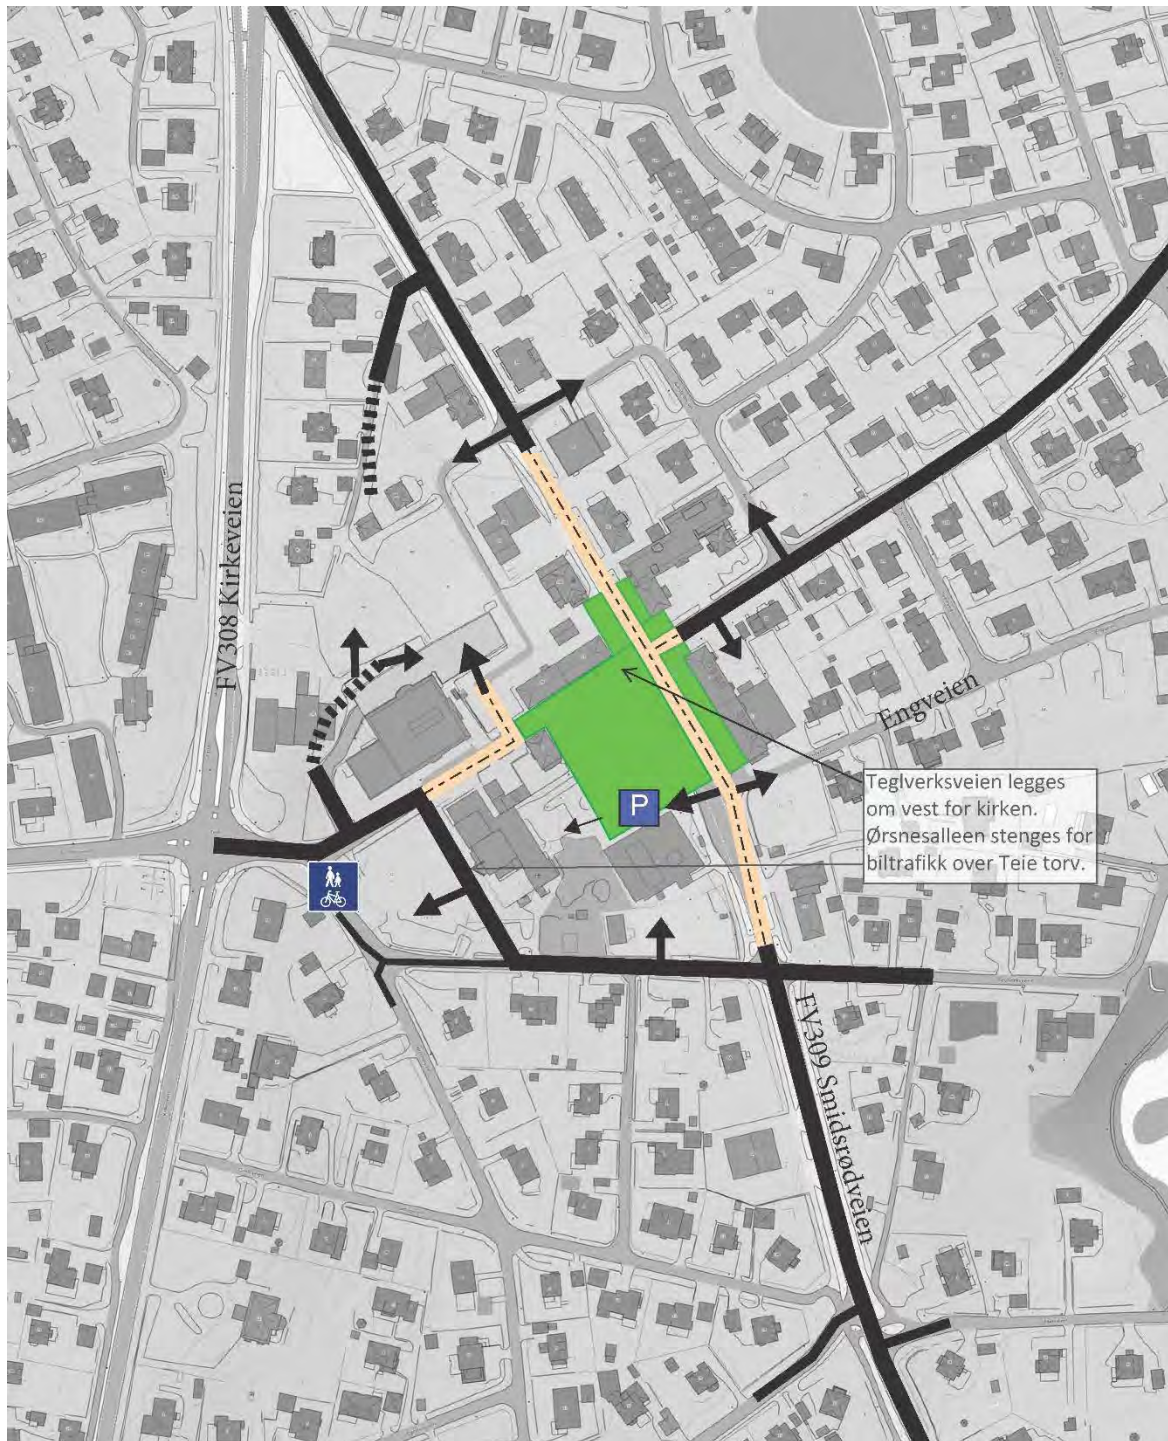 FV308 Kirkeveien
Engveien
P
Teglverksveien legges
om vest for kirken.
Ørsnesalleen stenges for
biltrafikk over Teie torv.
FV309 Smidsrødveien